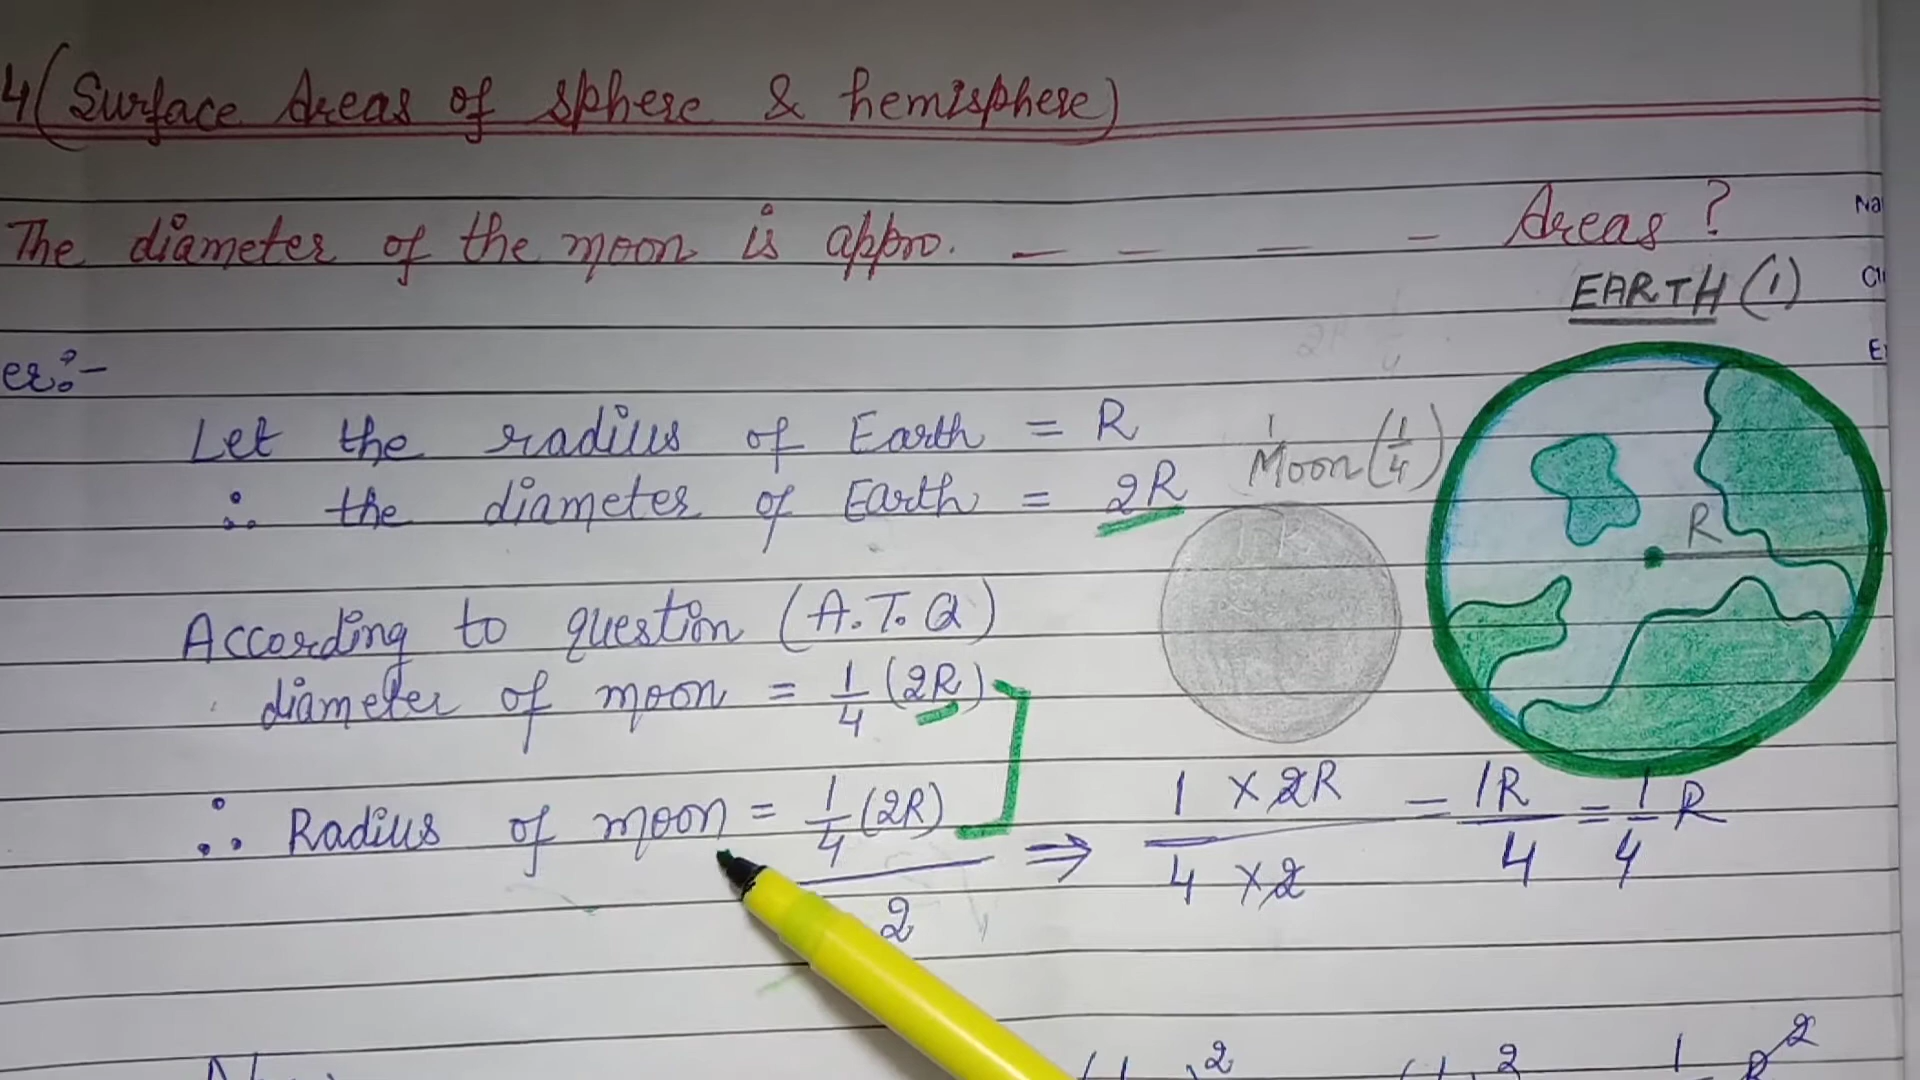 4 (Surface Areas of sphere & hemisphere)
The diameter of the moon is appro. — — — — Areas ?
EARTH (1)
er:-
Let the radius of Earth = R
Moon (1/4)
∴ the diameter of Earth = 2R
R
According to question (A.T.Q)
diameter of moon = 1/4 (2R)
∴ Radius of moon = 1/4 (2R) / 2 ⇒ 1 × 2R / 4 × 2 = 1R / 4 = 1/4 R